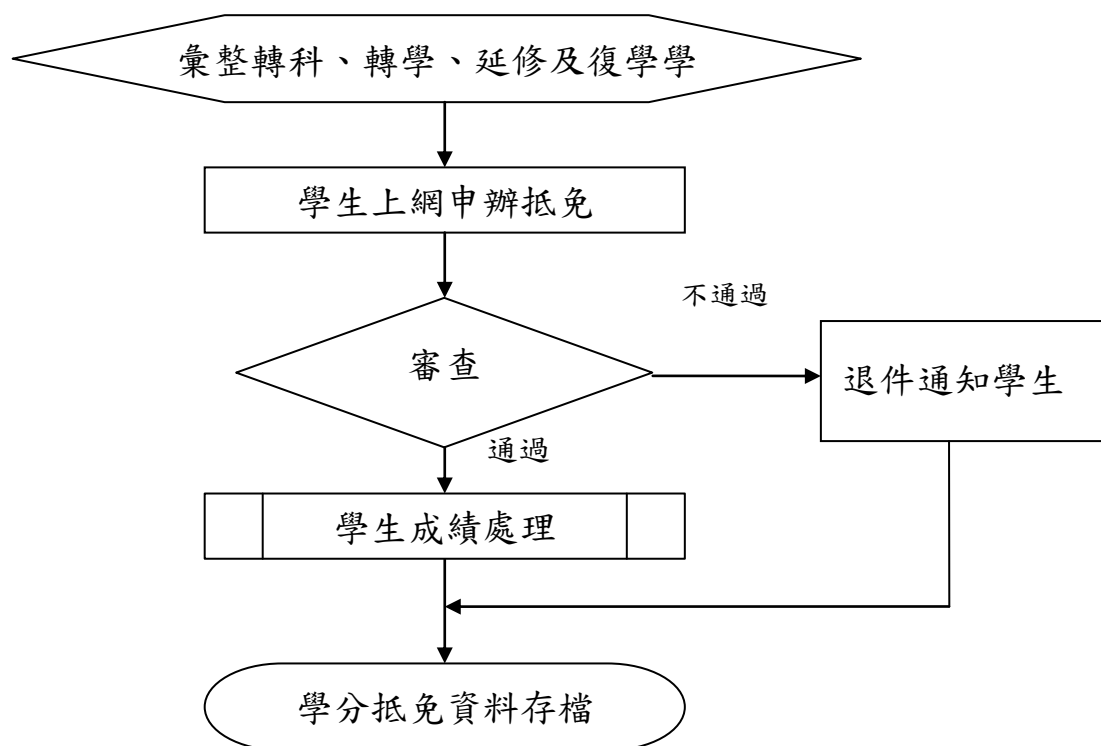 彙整轉科、轉學、延修及復學學
學生上網申辦抵免
不通過
審查
退件通知學生
通過
學生成績處理
學分抵免資料存檔